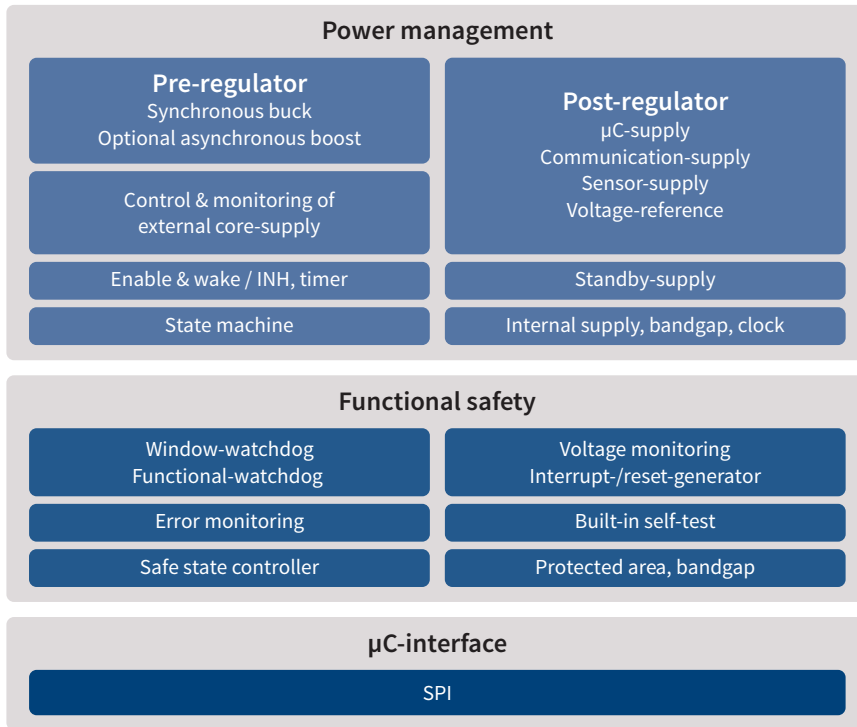 Power management
Pre-regulator
Synchronous buck
Optional asynchronous boost
Control & monitoring of
external core-supply
Enable & wake / INH, timer
State machine
Post-regulator
µC-supply
Communication-supply
Sensor-supply
Voltage-reference
Standby-supply
Internal supply, bandgap, clock
Functional safety
Window-watchdog
Functional-watchdog
Error monitoring
Safe state controller
Voltage monitoring
Interrupt-/reset-generator
Built-in self-test
Protected area, bandgap
µC-interface
SPI